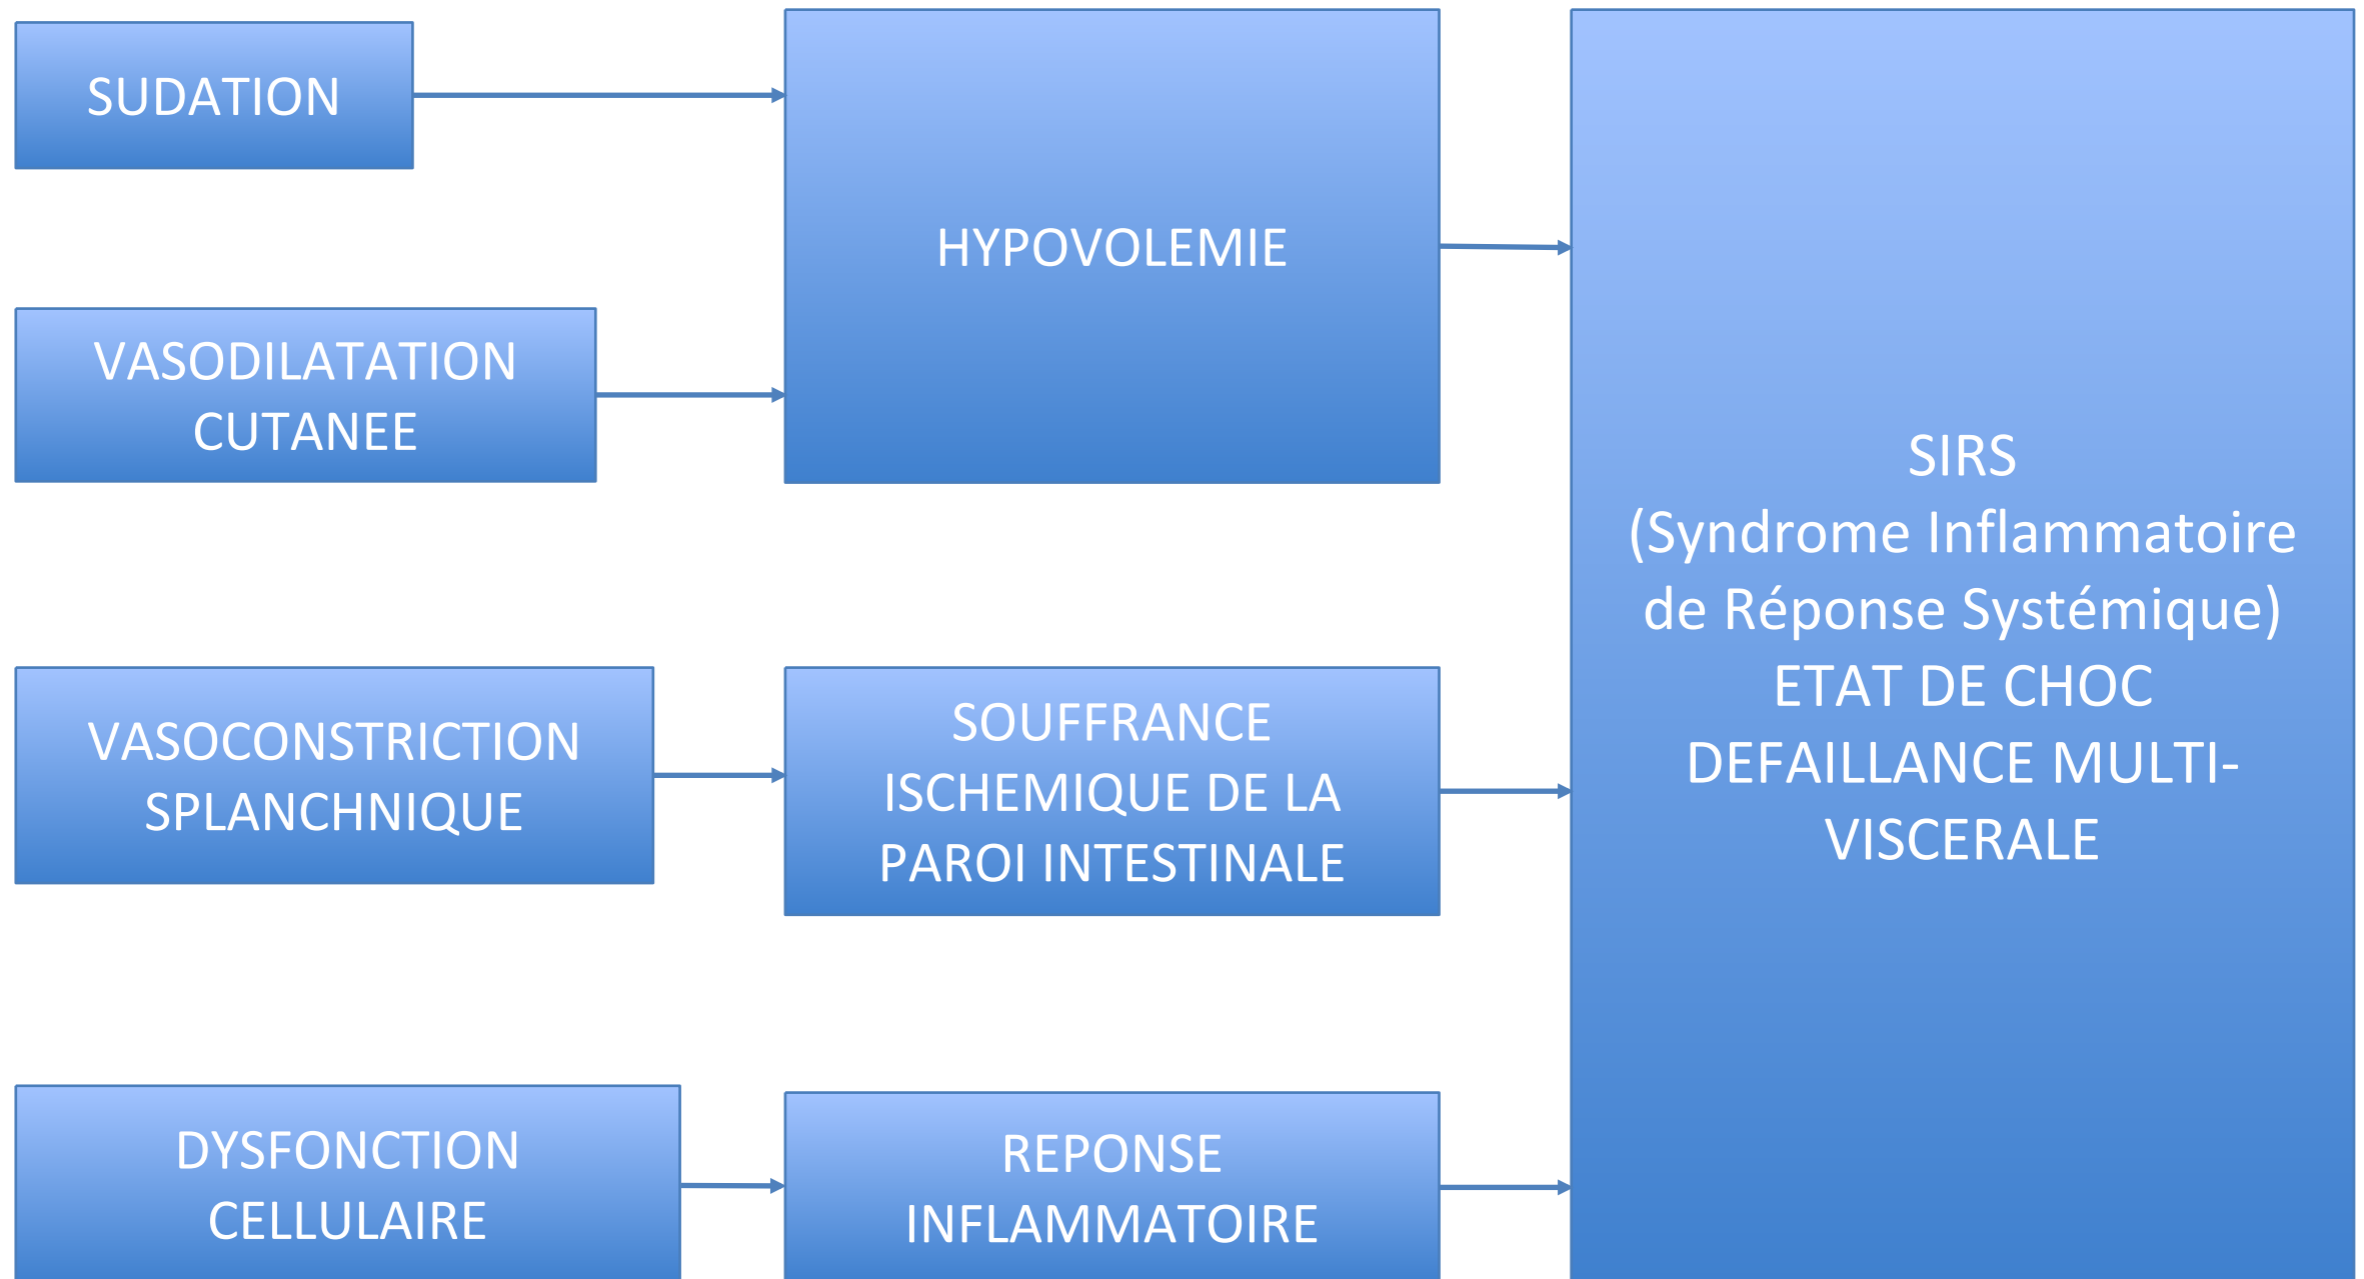 SUDATION
HYPOVOLEMIE
VASODILATATION
CUTANEE
VASOCONSTRICTION
SPLANCHNIQUE
SOUFFRANCE
ISCHEMIQUE DE LA
PAROI INTESTINALE
DYSFONCTION
CELLULAIRE
REPONSE
INFLAMMATOIRE
SIRS
(Syndrome Inflammatoire
de Réponse Systémique)
ETAT DE CHOC
DEFAILLANCE MULTI-
VISCERALE